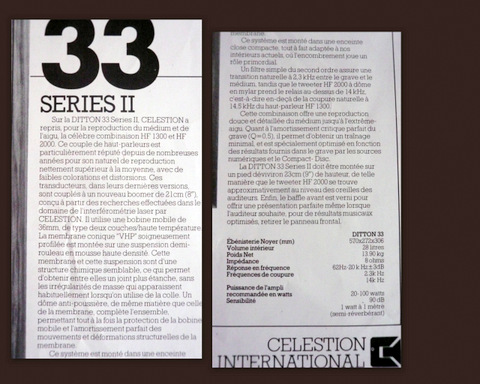 33
SERIES II
Sur la DITTON 33 Series II, CELESTION a
repris, pour la reproduction du médium et de
l'aigu, la célèbre combinaison HF 1300 et HF
2000. Ce couple de haut-parleurs est
particulièrement réputé depuis de nombreuses
années pour son naturel de reproduction
nettement supérieur à la moyenne, avec de
faibles colorations et distorsions. Ces
transducteurs, dans leurs dernières versions,
sont couplés à un nouveau boomer de 21cm (8"),
conçu à partir des recherches effectuées dans le
domaine de l'interféromètre laser par
CELESTION. Il utilise une bobine mobile de
36mm, de type deux couches/haute température.
La membrane conique "VHP" soigneusement
profilée est montée sur une suspension demi-
rouleau en mousse haute densité. Cette
membrane et cette suspension sont d'une
structure chimique semblable, ce qui permet
d'obtenir entre elles un joint plus étanche, sans
les irrégularités de masse qui apparaissent
habituellement lorsqu'on utilise de la colle. Un
dôme anti-poussière, de même matière que celle
de la membrane, complète l'ensemble,
permettant tout à la fois la protection de la bobine
mobile et l'amortissement parfait des
mouvements et déformations structurelles de la
membrane.
Ce système est monté dans une enceinte
membrane.
Ce système est monté dans une enceinte
close compacte, tout à fait adaptée à nos
intérieurs actuels, où l'encombrement joue un
rôle primordial.
Un filtre simple du second ordre assure une
transition naturelle à 2,3 kHz entre le grave et le
médium, tandis que le tweeter HF 2000 à dôme
en mylar prend le relais au-dessus de 14 kHz,
c'est-à-dire en-deçà de la coupure naturelle à
14.5 kHz du haut-parleur HF 1300.
Cette combinaison offre une reproduction
douce et détaillée du médium jusqu'à l'extrême-
aigu. Quant à l'amortissement critique parfait du
grave (Q=0.5), il permet d'obtenir un traînage
minimal, et est spécialement optimisé en fonction
des résultats fournis dans le grave par les sources
numériques et le Compact- Disc.
La DITTON 33 Series II doit être montée sur
un pied d'environ 23cm (9") de hauteur, de telle
manière que le tweeter HF 2000 se trouve
approximativement au niveau des oreilles des
auditeurs. Enfin, le baffle avant est verni pour
offrir une présentation parfaite même lorsque
l'auditeur souhaite, pour de résultats musicaux
optimisés, retirer le panneau frontal.
DITTON 33
Ébénisterie Noyer (mm) 570x272x306
Volume intérieur 28 litres
Poids Net 13.90 kg
Impédance 8 ohms
Réponse en fréquence 62Hz-20 kHz±3dB
Fréquences de coupure 2.3k Hz
14k Hz
Puissance de l'ampli
recommandée en watts 20-100 watts
Sensibilité 90 dB
1 watt à 1 mètre
(semi-réverbérant)
CELESTION
INTERNATIONAL